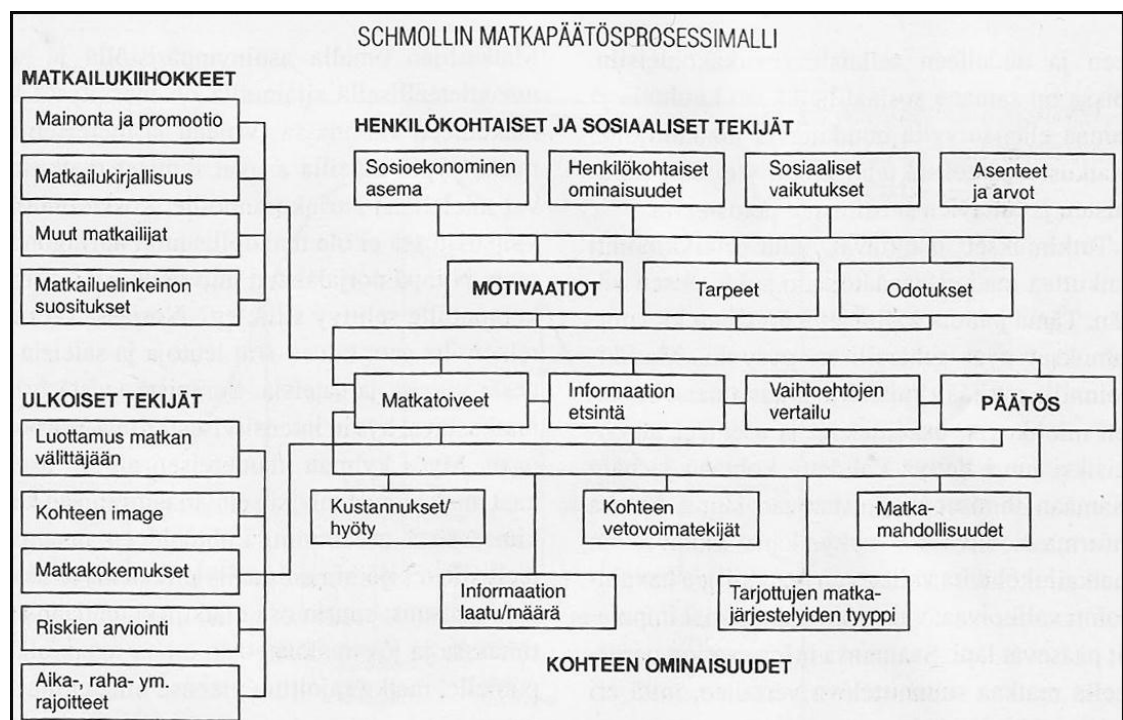 SCHMOLLIN MATKAPÄÄTÖSPROSESSIMALLI
MATKAILUKIIHOKKEET
Mainonta ja promootio
Matkailukirjallisuus
Muut matkailijat
Matkailuelinkeinon
suositukset
HENKILÖKOHTAISET JA SOSIAALISET TEKIJÄT
Sosioekonominen
asema
Henkilökohtaiset
ominaisuudet
Sosiaaliset
vaikutukset
Asenteet
ja arvot
MOTIVAATIOT
Tarpeet
Odotukset
Matkatoiveet
Informaation
etsintä
Vaihtoehtojen
vertailu
PÄÄTÖS
ULKOISET TEKIJÄT
Luottamus matkan
välittäjään
Kohteen image
Matkakokemukset
Riskien arviointi
Aika-, raha- ym.
rajoitteet
Kustannukset/
hyöty
Kohteen
vetovoimatekijät
Matka-
mahdollisuudet
Informaation
laatu/määrä
Tarjottujen matka-
järjestelyiden tyyppi
KOHTEEN OMINAISUUDET